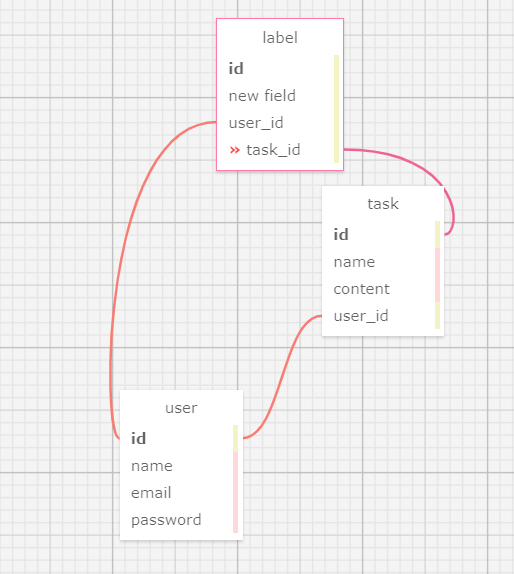 label
id
new field
user_id
» task_id
task
id
name
content
user_id
user
id
name
email
password